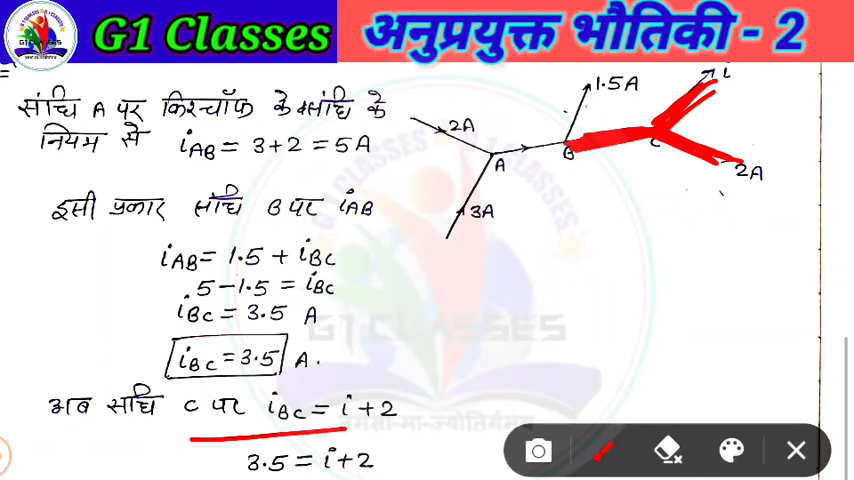 G1 Classes
अनुप्रयुक्त भौतिकी - 2
संधि A पर किरचॉफ के संधि के
नियम से iAB = 3+2 = 5A
इसी प्रकार संधि B पर iAB
iAB = 1.5 + iBC
5-1.5 = iBC
iBC = 3.5 A
iBC = 3.5 A.
अब संधि C पर iBC = i+2
3.5 = i+2
1.5A
i
2A
A
B
C
2A
3A
G1 CLASSES